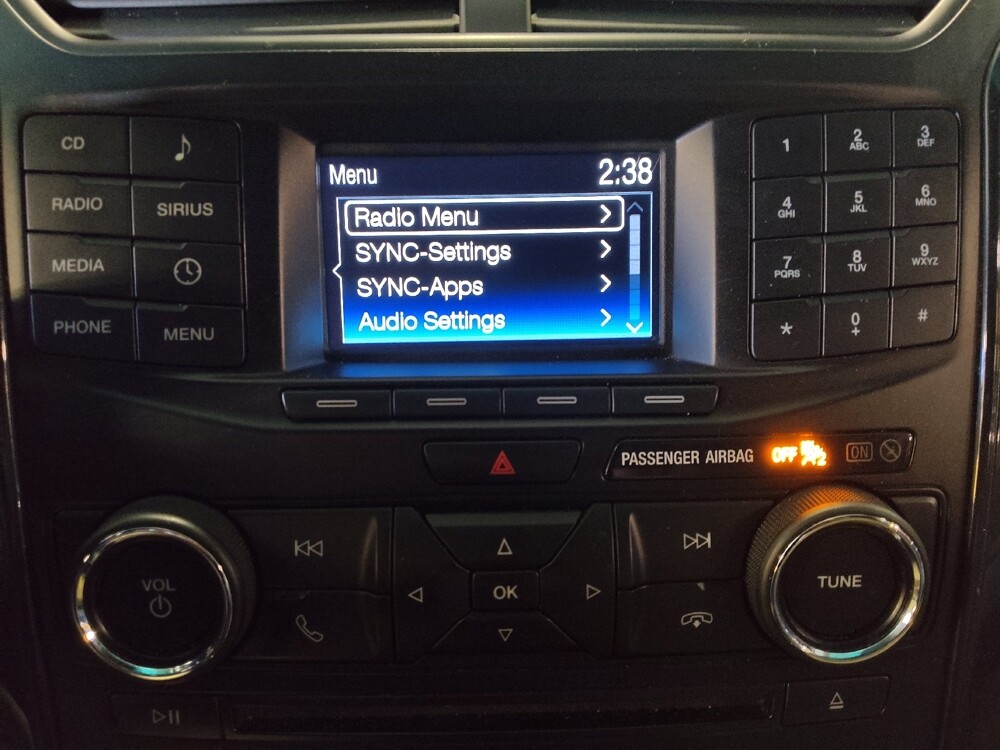 CD
RADIO
SIRIUS
MEDIA
PHONE
MENU
Menu 2:38
Radio Menu
SYNC-Settings
SYNC-Apps
Audio Settings
1
2 ABC
3 DEF
4 GHI
5 JKL
6 MNO
7 PQRS
8 TUV
9 WXYZ
*
0 +
#
PASSENGER AIRBAG OFF ON
VOL
OK
TUNE